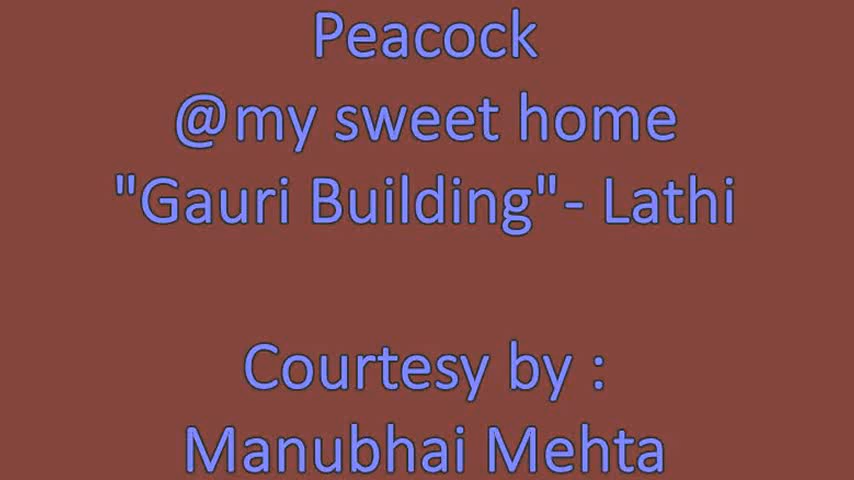 Peacock
@my sweet home
"Gauri Building"- Lathi
Courtesy by :
Manubhai Mehta